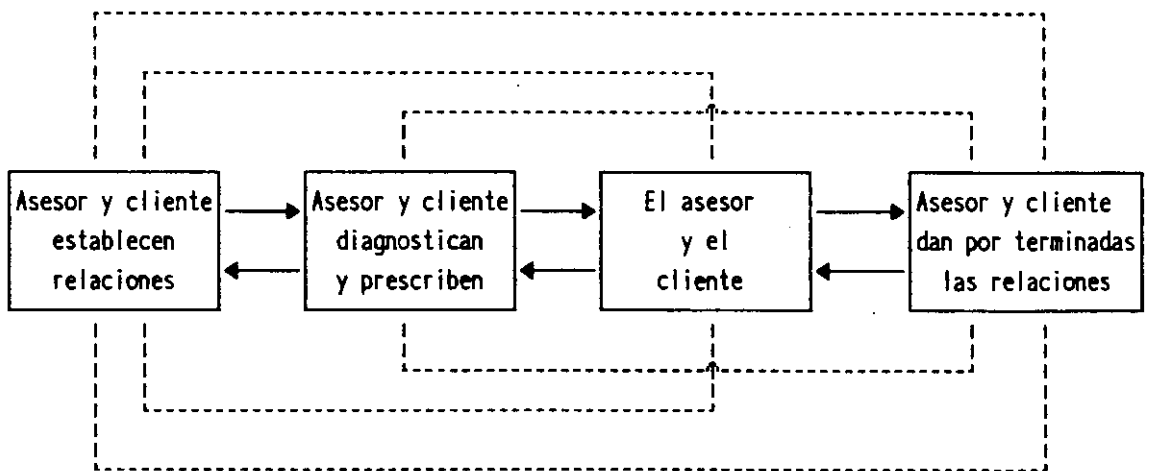 Asesor y cliente
establecen
relaciones
Asesor y cliente
diagnostican
y prescriben
El asesor
y el
cliente
Asesor y cliente
dan por terminadas
las relaciones